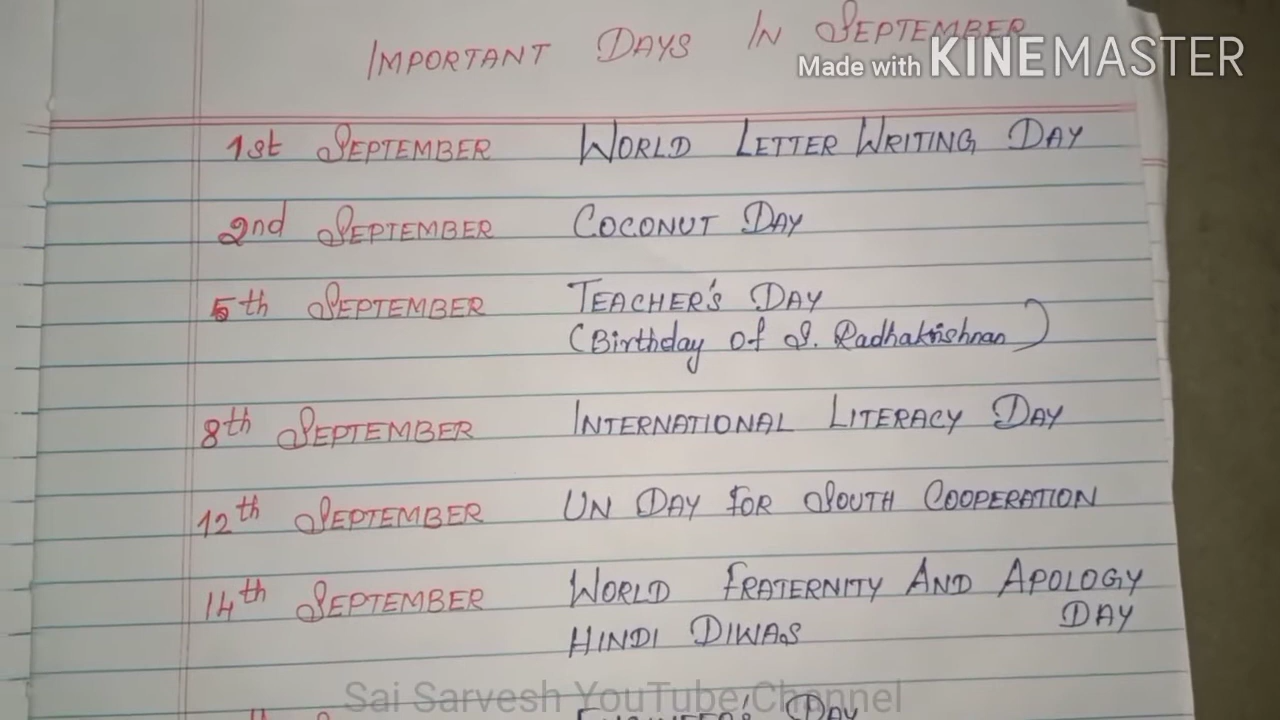 IMPORTANT DAYS IN SEPTEMBER
Made with KINEMASTER
1st SEPTEMBER WORLD LETTER WRITING DAY
2nd SEPTEMBER COCONUT DAY
5th SEPTEMBER TEACHER'S DAY
(Birthday of S. Radhakrishnan)
8th SEPTEMBER INTERNATIONAL LITERACY DAY
12th SEPTEMBER UN DAY FOR SOUTH COOPERATION
14th SEPTEMBER WORLD FRATERNITY AND APOLOGY
DAY
HINDI DIWAS
Sai Sarvesh YouTube Channel
ENGINEER'S DAY